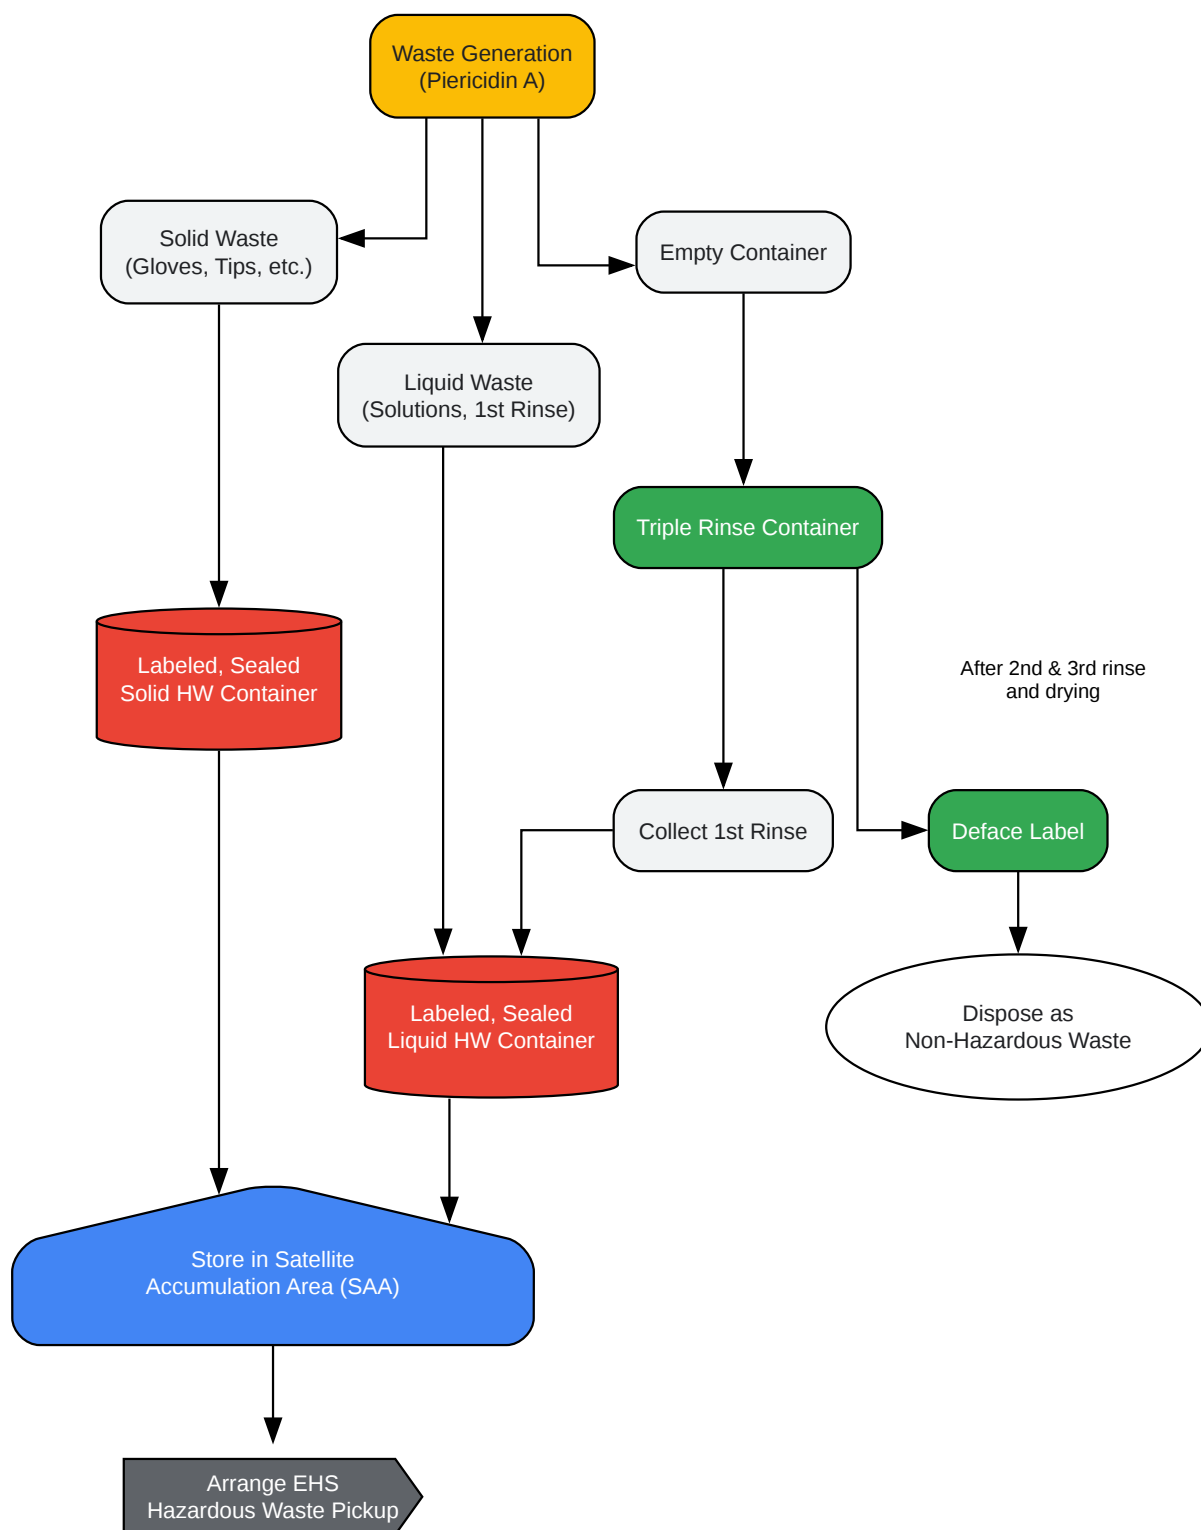 Waste Generation
(Piericidin A)
Solid Waste
(Gloves, Tips, etc.)
Empty Container
Liquid Waste
(Solutions, 1st Rinse)
Triple Rinse Container
Labeled, Sealed
Solid HW Container
After 2nd & 3rd rinse
and drying
Collect 1st Rinse
Deface Label
Labeled, Sealed
Liquid HW Container
Dispose as
Non-Hazardous Waste
Store in Satellite
Accumulation Area (SAA)
Arrange EHS
Hazardous Waste Pickup